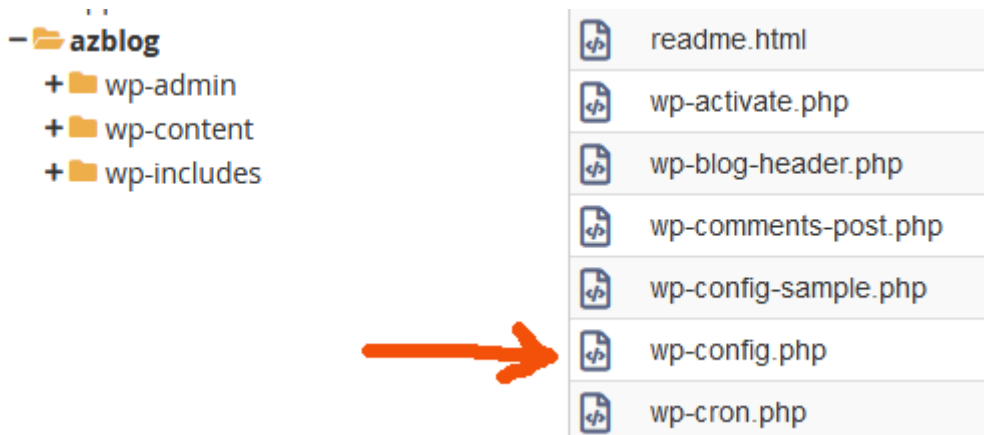 azblog
wp-admin
wp-content
wp-includes
readme.html
wp-activate.php
wp-blog-header.php
wp-comments-post.php
wp-config-sample.php
wp-config.php
wp-cron.php